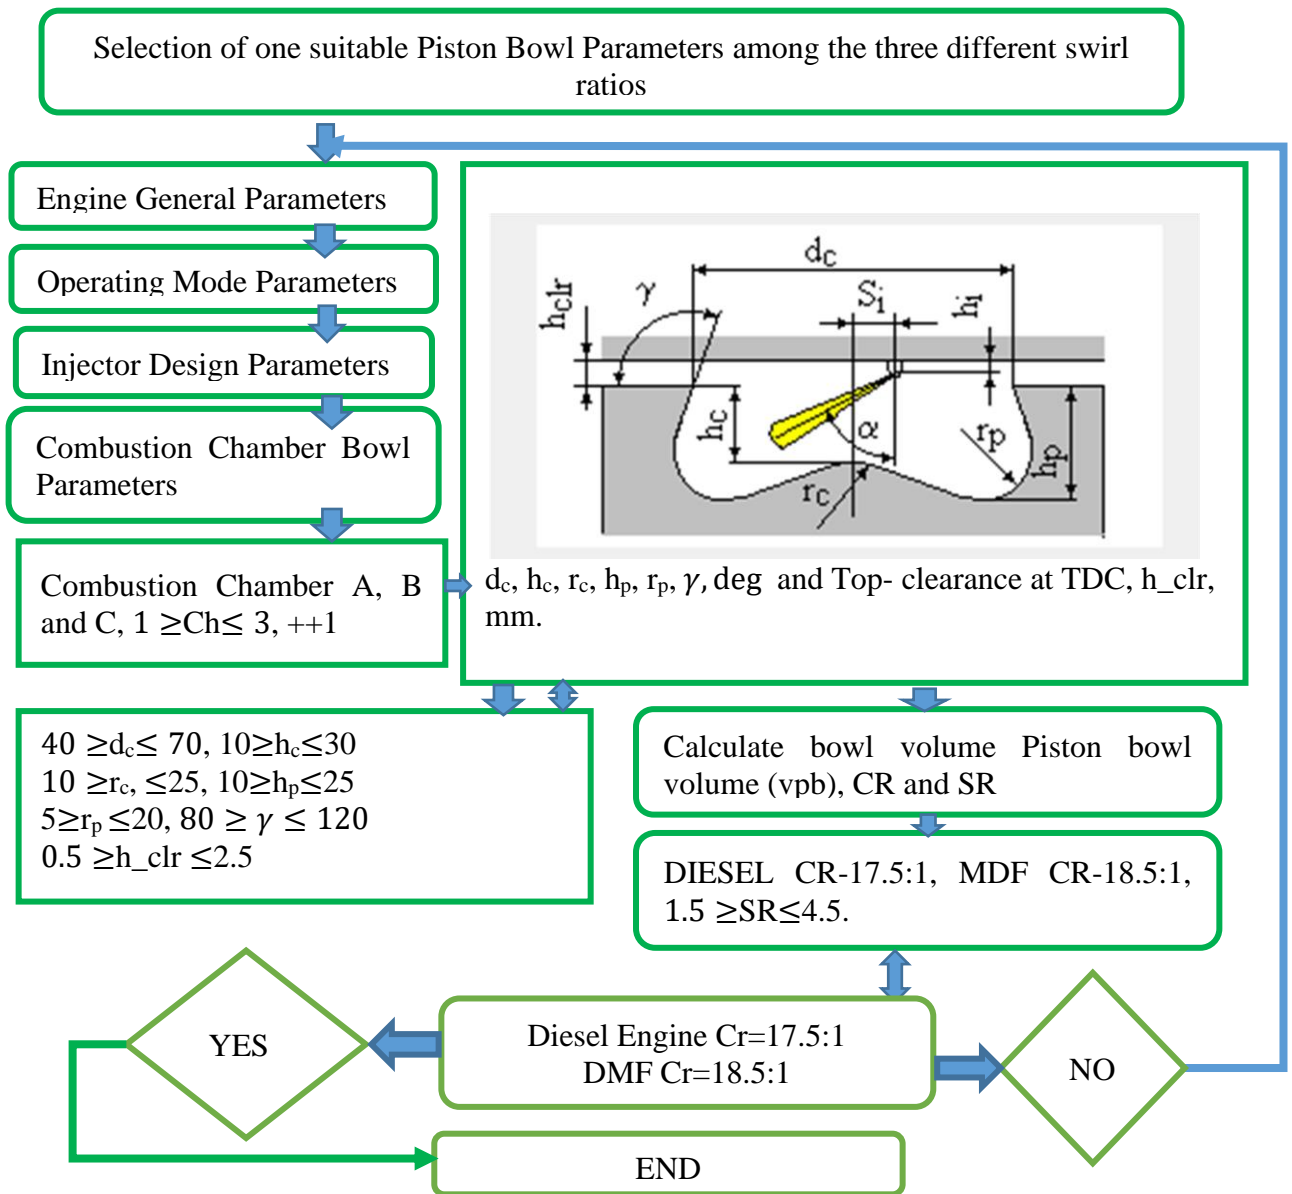 Selection of one suitable Piston Bowl Parameters among the three different swirl
ratios
Engine General Parameters
Operating Mode Parameters
Injector Design Parameters
Combustion Chamber Bowl
Parameters
Combustion Chamber A, B
and C, 1 ≥Ch≤ 3, ++1
dc
Si
hi
hclr
γ
hc
α
rp
hp
rc
dc, hc, rc, hp, rp, γ, deg and Top- clearance at TDC, h_clr,
mm.
40 ≥dc≤ 70, 10≥hc≤30
10 ≥rc, ≤25, 10≥hp≤25
5≥rp ≤20, 80 ≥ γ ≤ 120
0.5 ≥h_clr ≤2.5
Calculate bowl volume Piston bowl
volume (vpb), CR and SR
DIESEL CR-17.5:1, MDF CR-18.5:1,
1.5 ≥SR≤4.5.
YES
Diesel Engine Cr=17.5:1
DMF Cr=18.5:1
NO
END